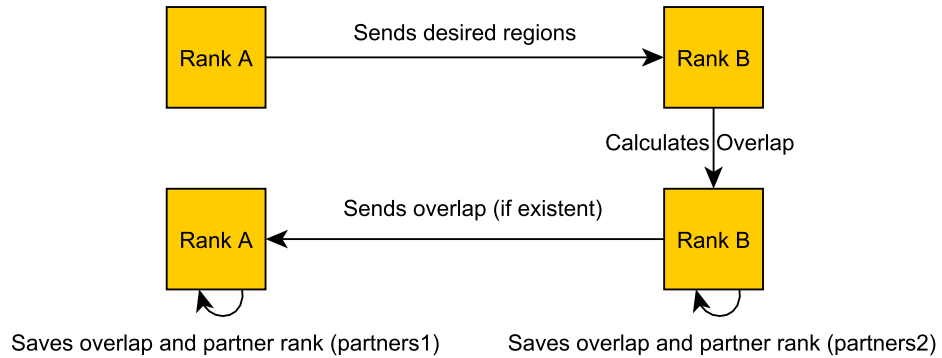 Sends desired regions
Rank A
Rank B
Calculates Overlap
Sends overlap (if existent)
Rank A
Rank B
Saves overlap and partner rank (partners1)
Saves overlap and partner rank (partners2)